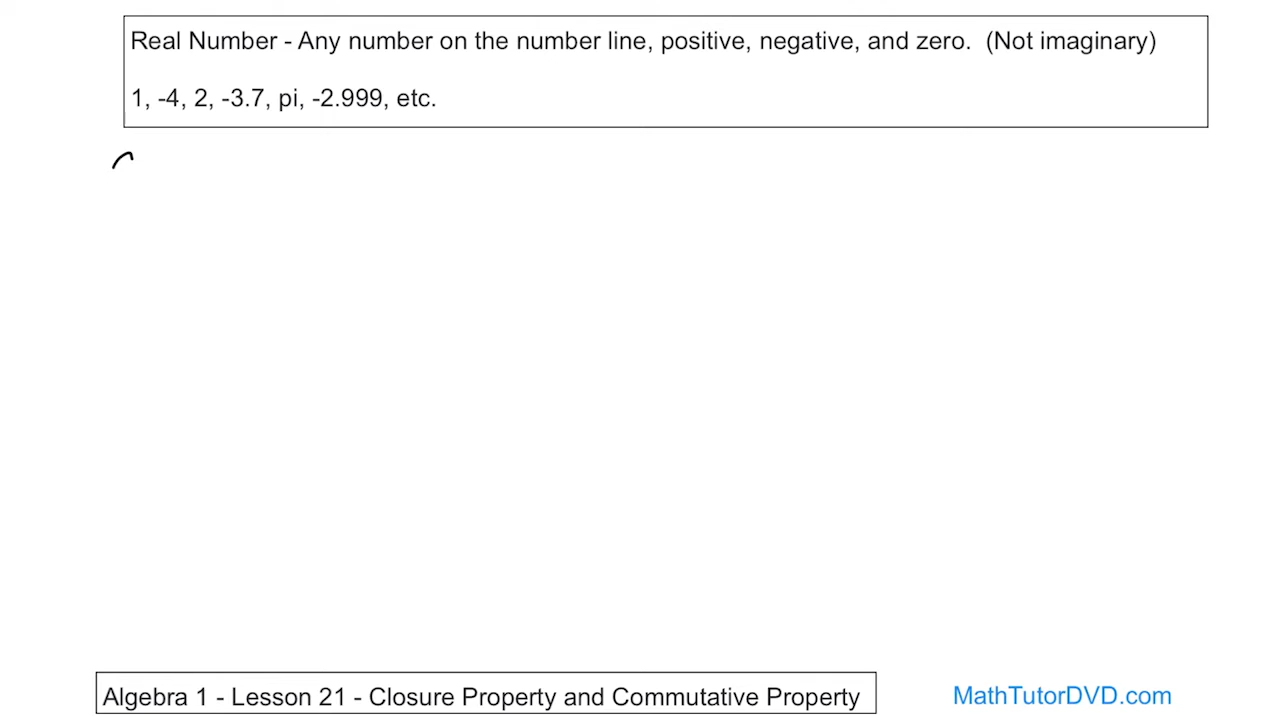 Real Number - Any number on the number line, positive, negative, and zero.  (Not imaginary)
1, -4, 2, -3.7, pi, -2.999, etc.
Algebra 1 - Lesson 21 - Closure Property and Commutative Property
MathTutorDVD.com